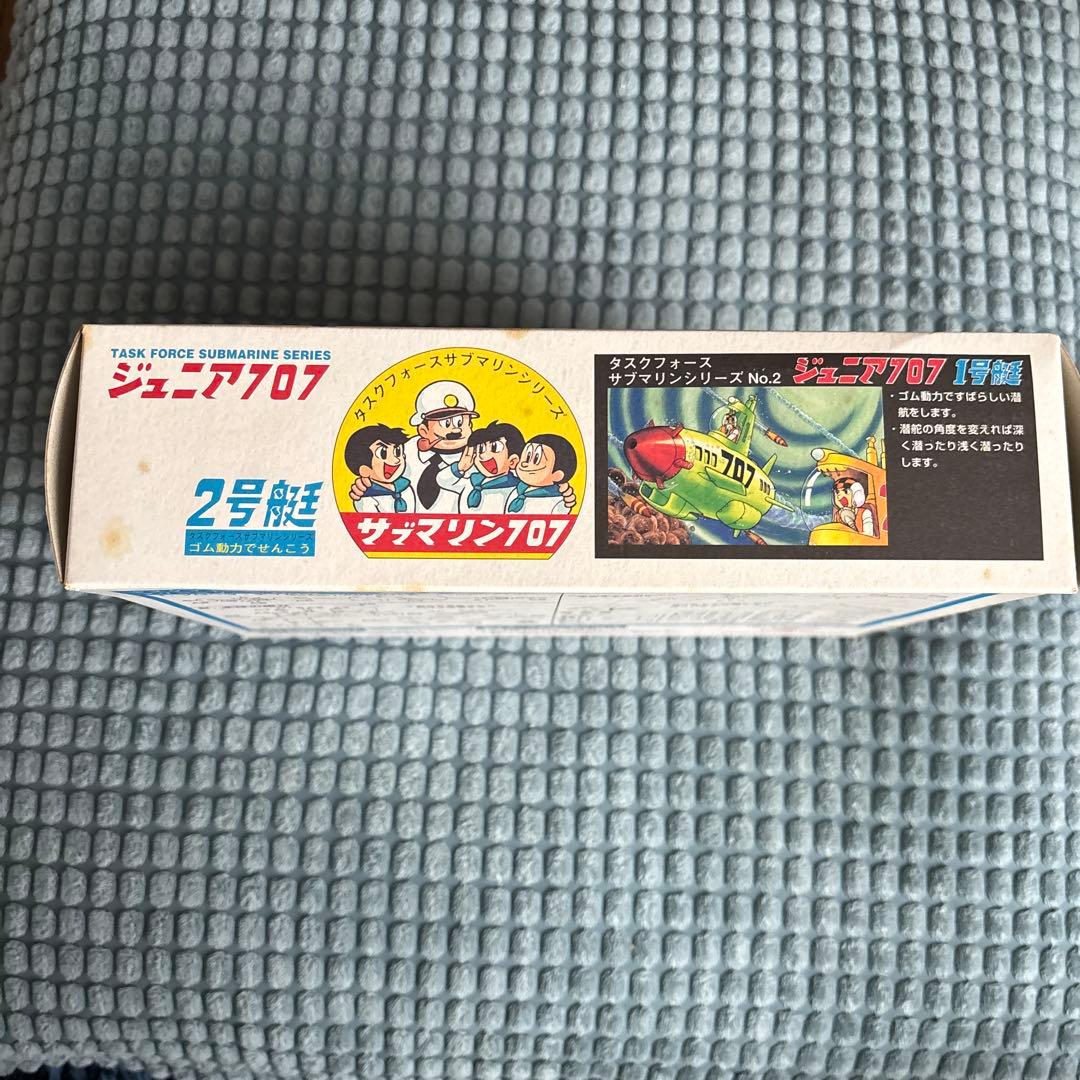 TASK FORCE SUBMARINE SERIES
ジュニア707
2号艇
タスクフォースサブマリンシリーズ
ゴム動力でせんこう
タスクフォースサブマリンシリーズ
サブマリン707
タスクフォース
サブマリンシリーズ No.2 ジュニア707 1号艇
・ゴム動力ですばらしい潜
航をします。
・潜舵の角度を変えれば深
く潜ったり浅く潜ったり
します。
707